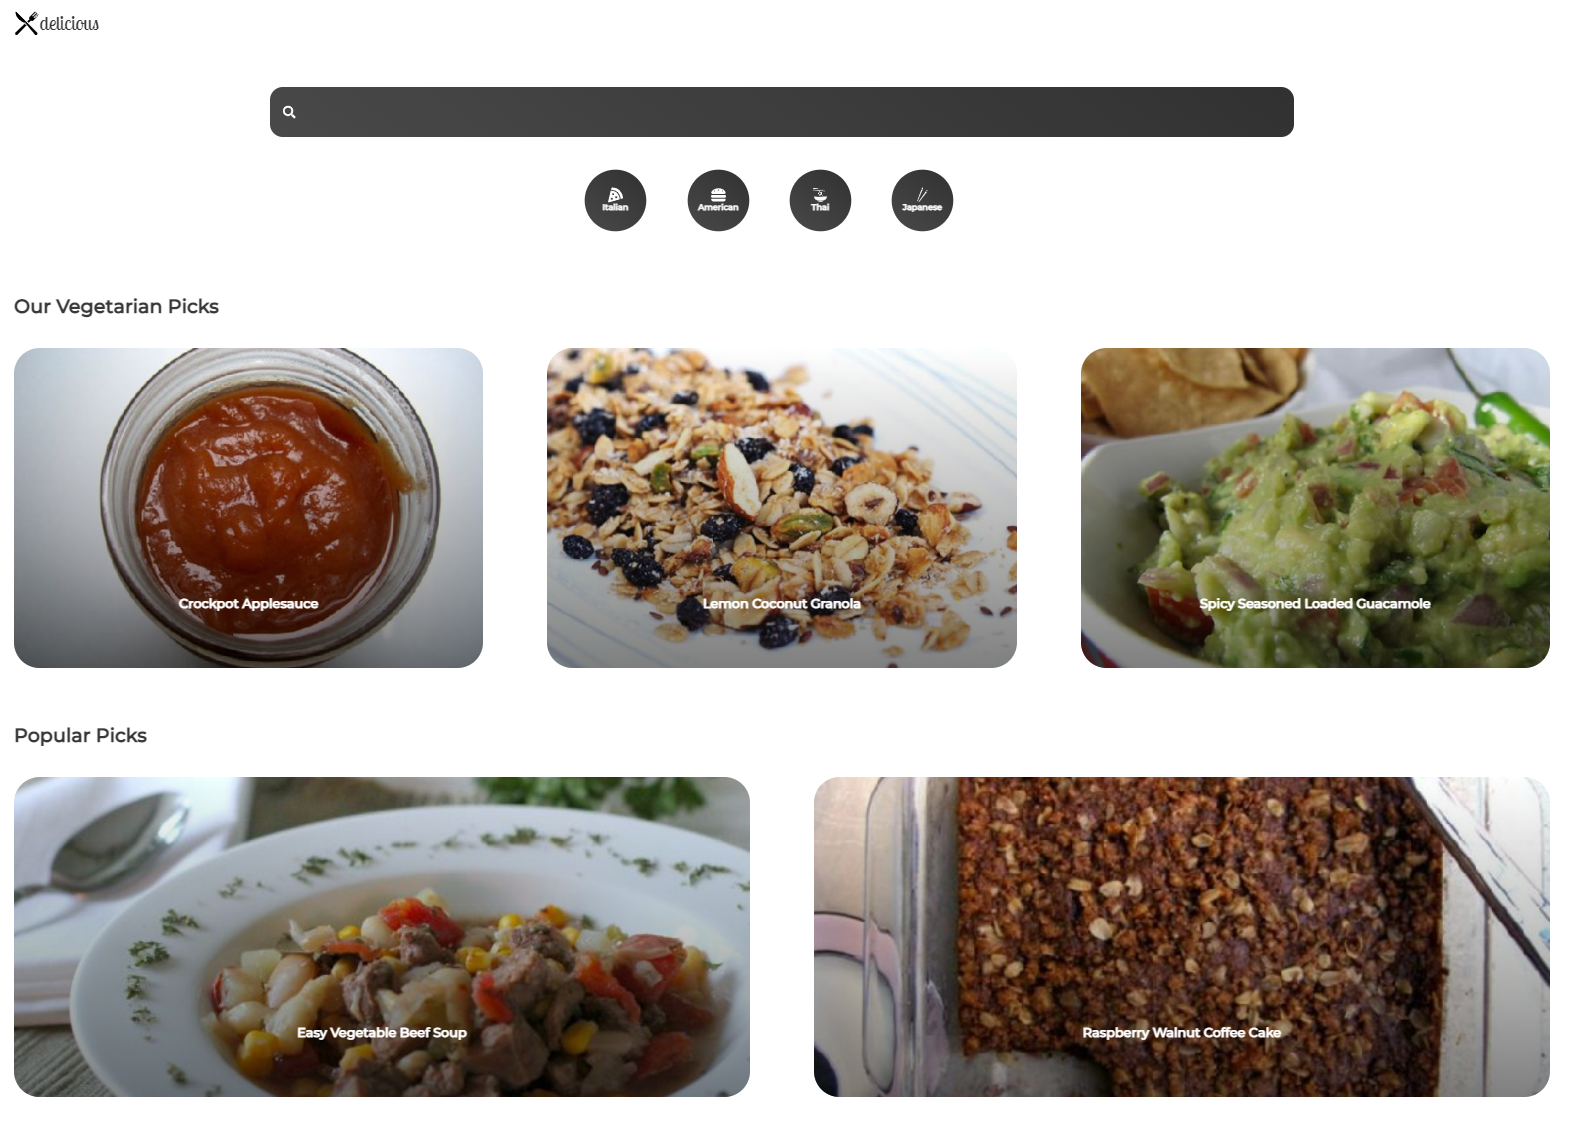 delicious
Italian
American
Thai
Japanese
Our Vegetarian Picks
Crockpot Applesauce
Lemon Coconut Granola
Spicy Seasoned Loaded Guacamole
Popular Picks
Easy Vegetable Beef Soup
Raspberry Walnut Coffee Cake